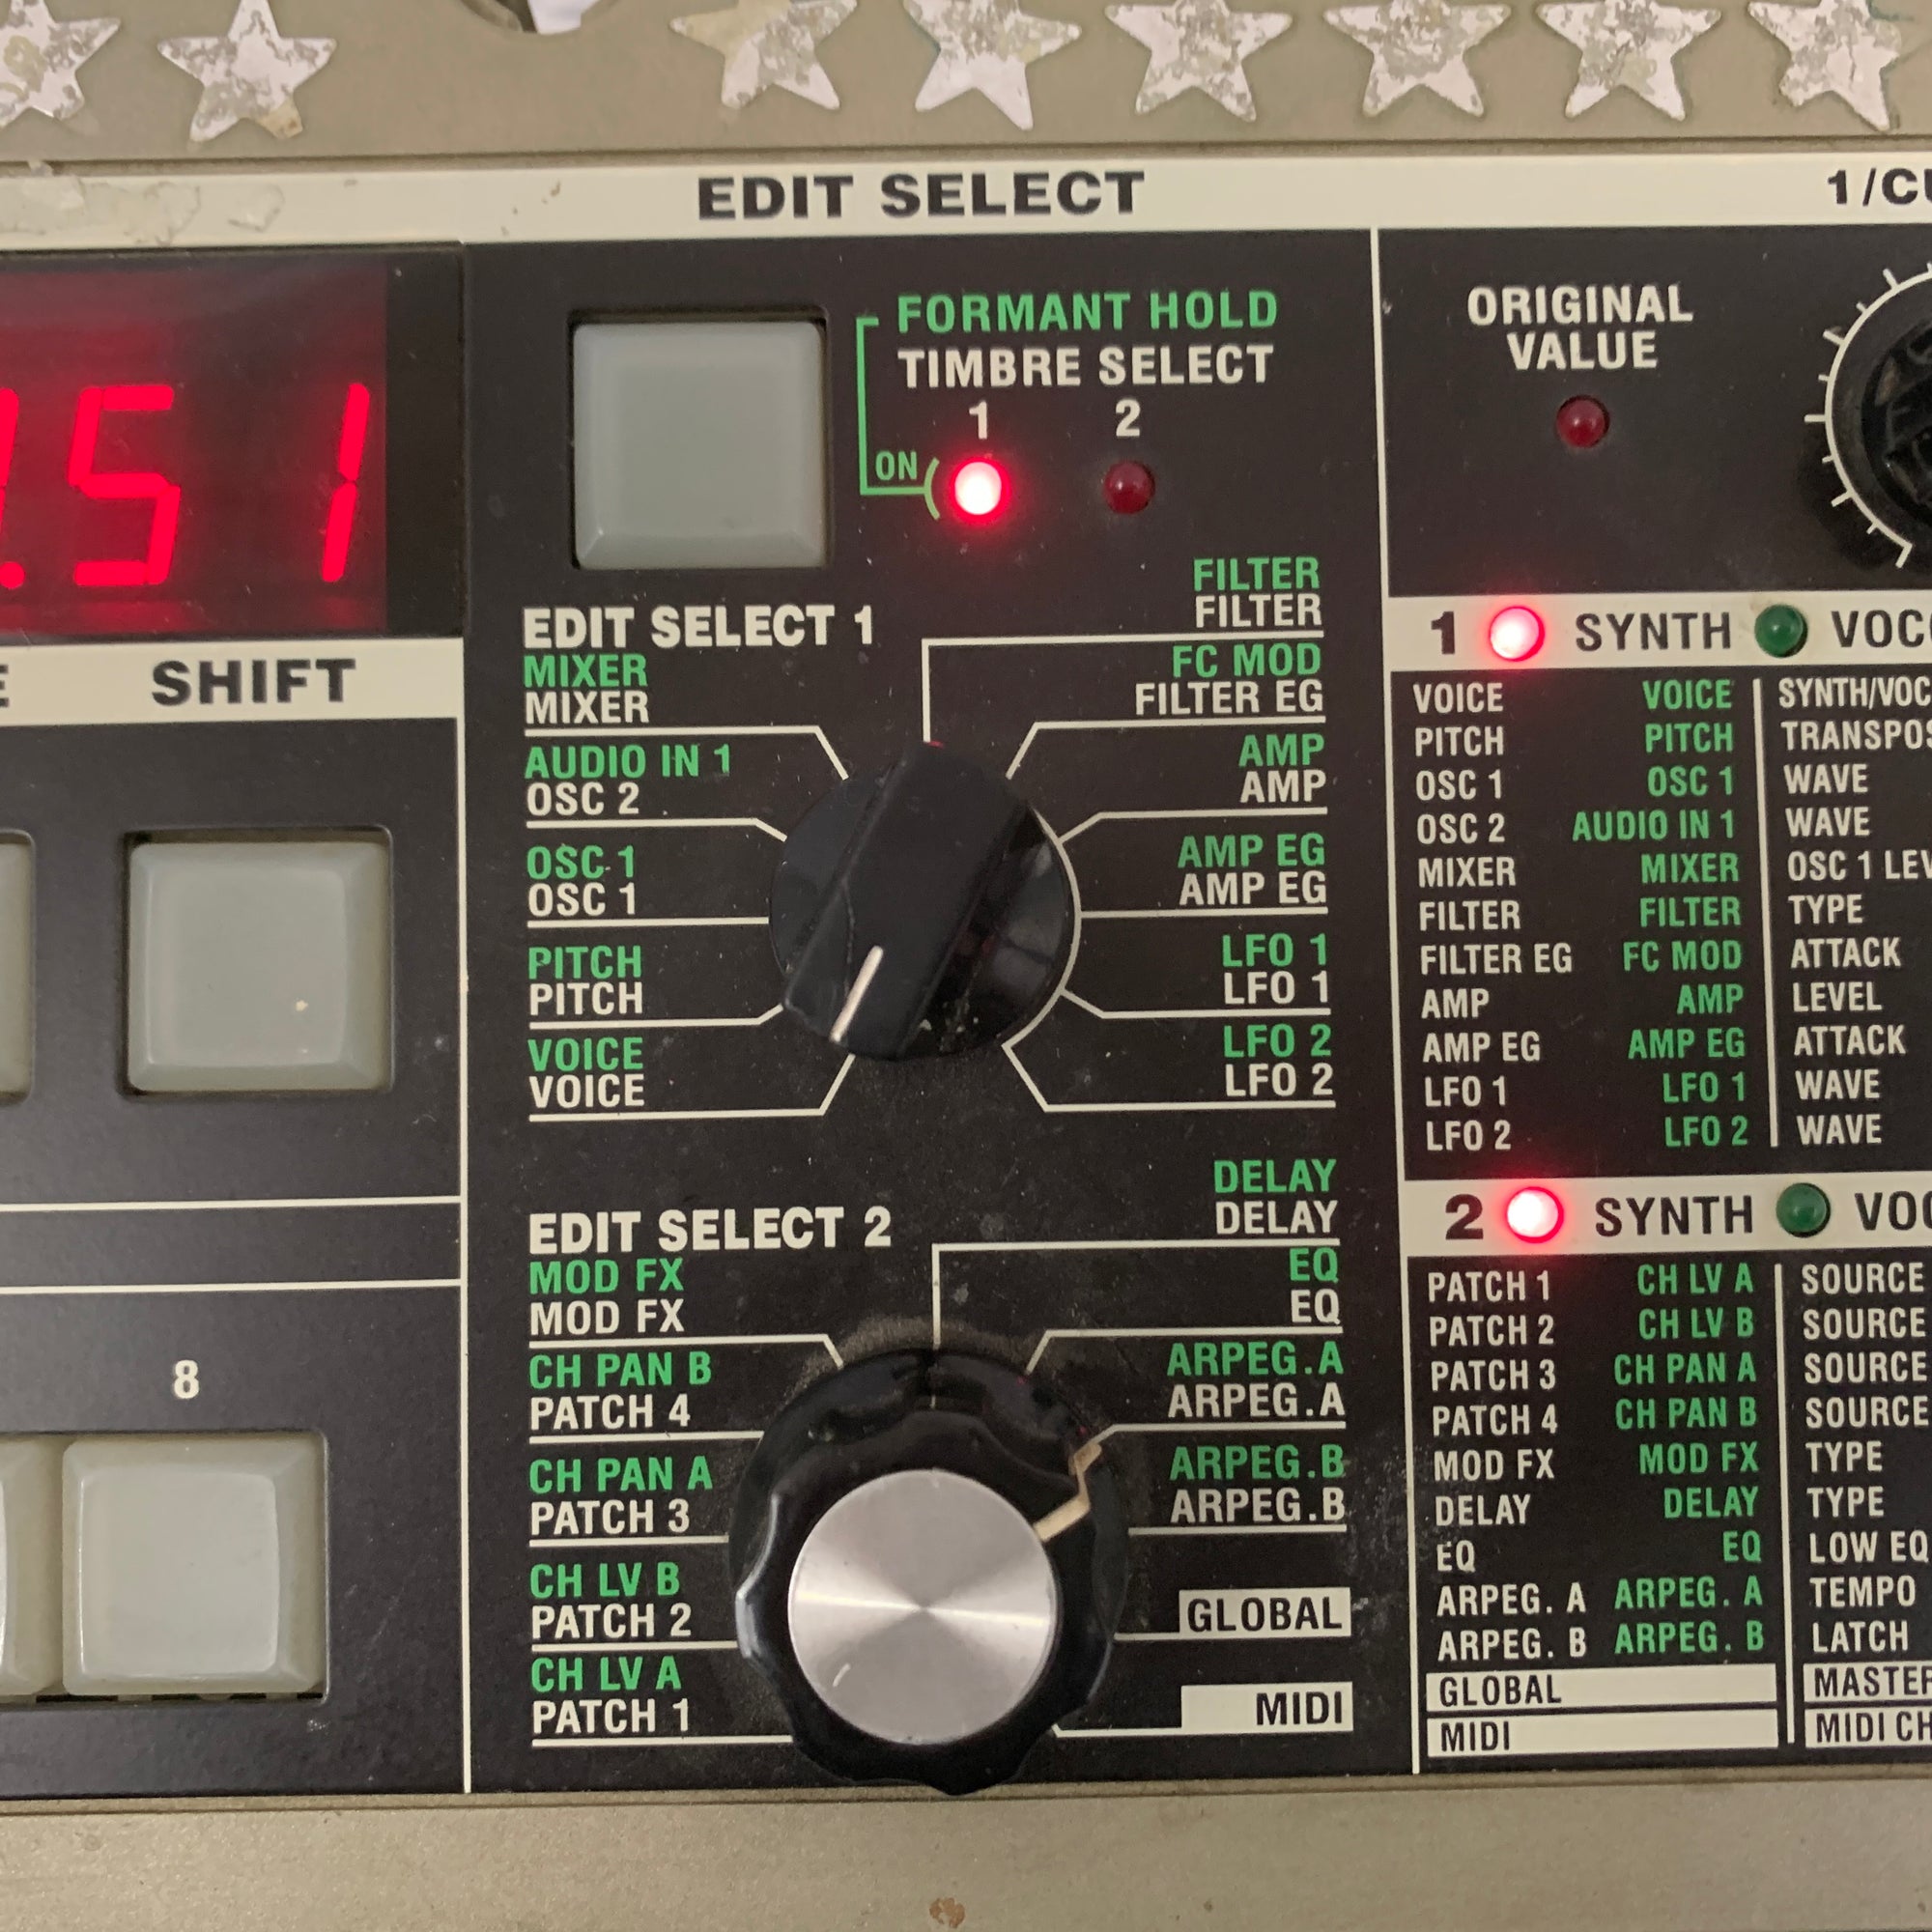 EDIT SELECT
.51
SHIFT
8
FORMANT HOLD
TIMBRE SELECT
1 2
ON
EDIT SELECT 1
MIXER
MIXER
AUDIO IN 1
OSC 2
OSC 1
OSC 1
PITCH
PITCH
VOICE
VOICE
FILTER
FILTER
FC MOD
FILTER EG
AMP
AMP
AMP EG
AMP EG
LFO 1
LFO 1
LFO 2
LFO 2
EDIT SELECT 2
MOD FX
MOD FX
CH PAN B
PATCH 4
CH PAN A
PATCH 3
CH LV B
PATCH 2
CH LV A
PATCH 1
DELAY
DELAY
EQ
EQ
ARPEG.A
ARPEG.A
ARPEG.B
ARPEG.B
GLOBAL
MIDI
ORIGINAL
VALUE
1 SYNTH
VOICE VOICE
PITCH PITCH
OSC 1 OSC 1 WAVE
OSC 2 AUDIO IN 1 WAVE
MIXER MIXER OSC 1
FILTER FILTER TYPE
FILTER EG FC MOD ATTACK
AMP AMP LEVEL
AMP EG AMP EG ATTACK
LFO 1 LFO 1 WAVE
LFO 2 LFO 2 WAVE
2 SYNTH
PATCH 1 CH LV A SOURCE
PATCH 2 CH LV B SOURCE
PATCH 3 CH PAN A SOURCE
PATCH 4 CH PAN B SOURCE
MOD FX MOD FX TYPE
DELAY DELAY TYPE
EQ EQ LOW EQ
ARPEG. A ARPEG. A TEMPO
ARPEG. B ARPEG. B LATCH
GLOBAL
MIDI MIDI